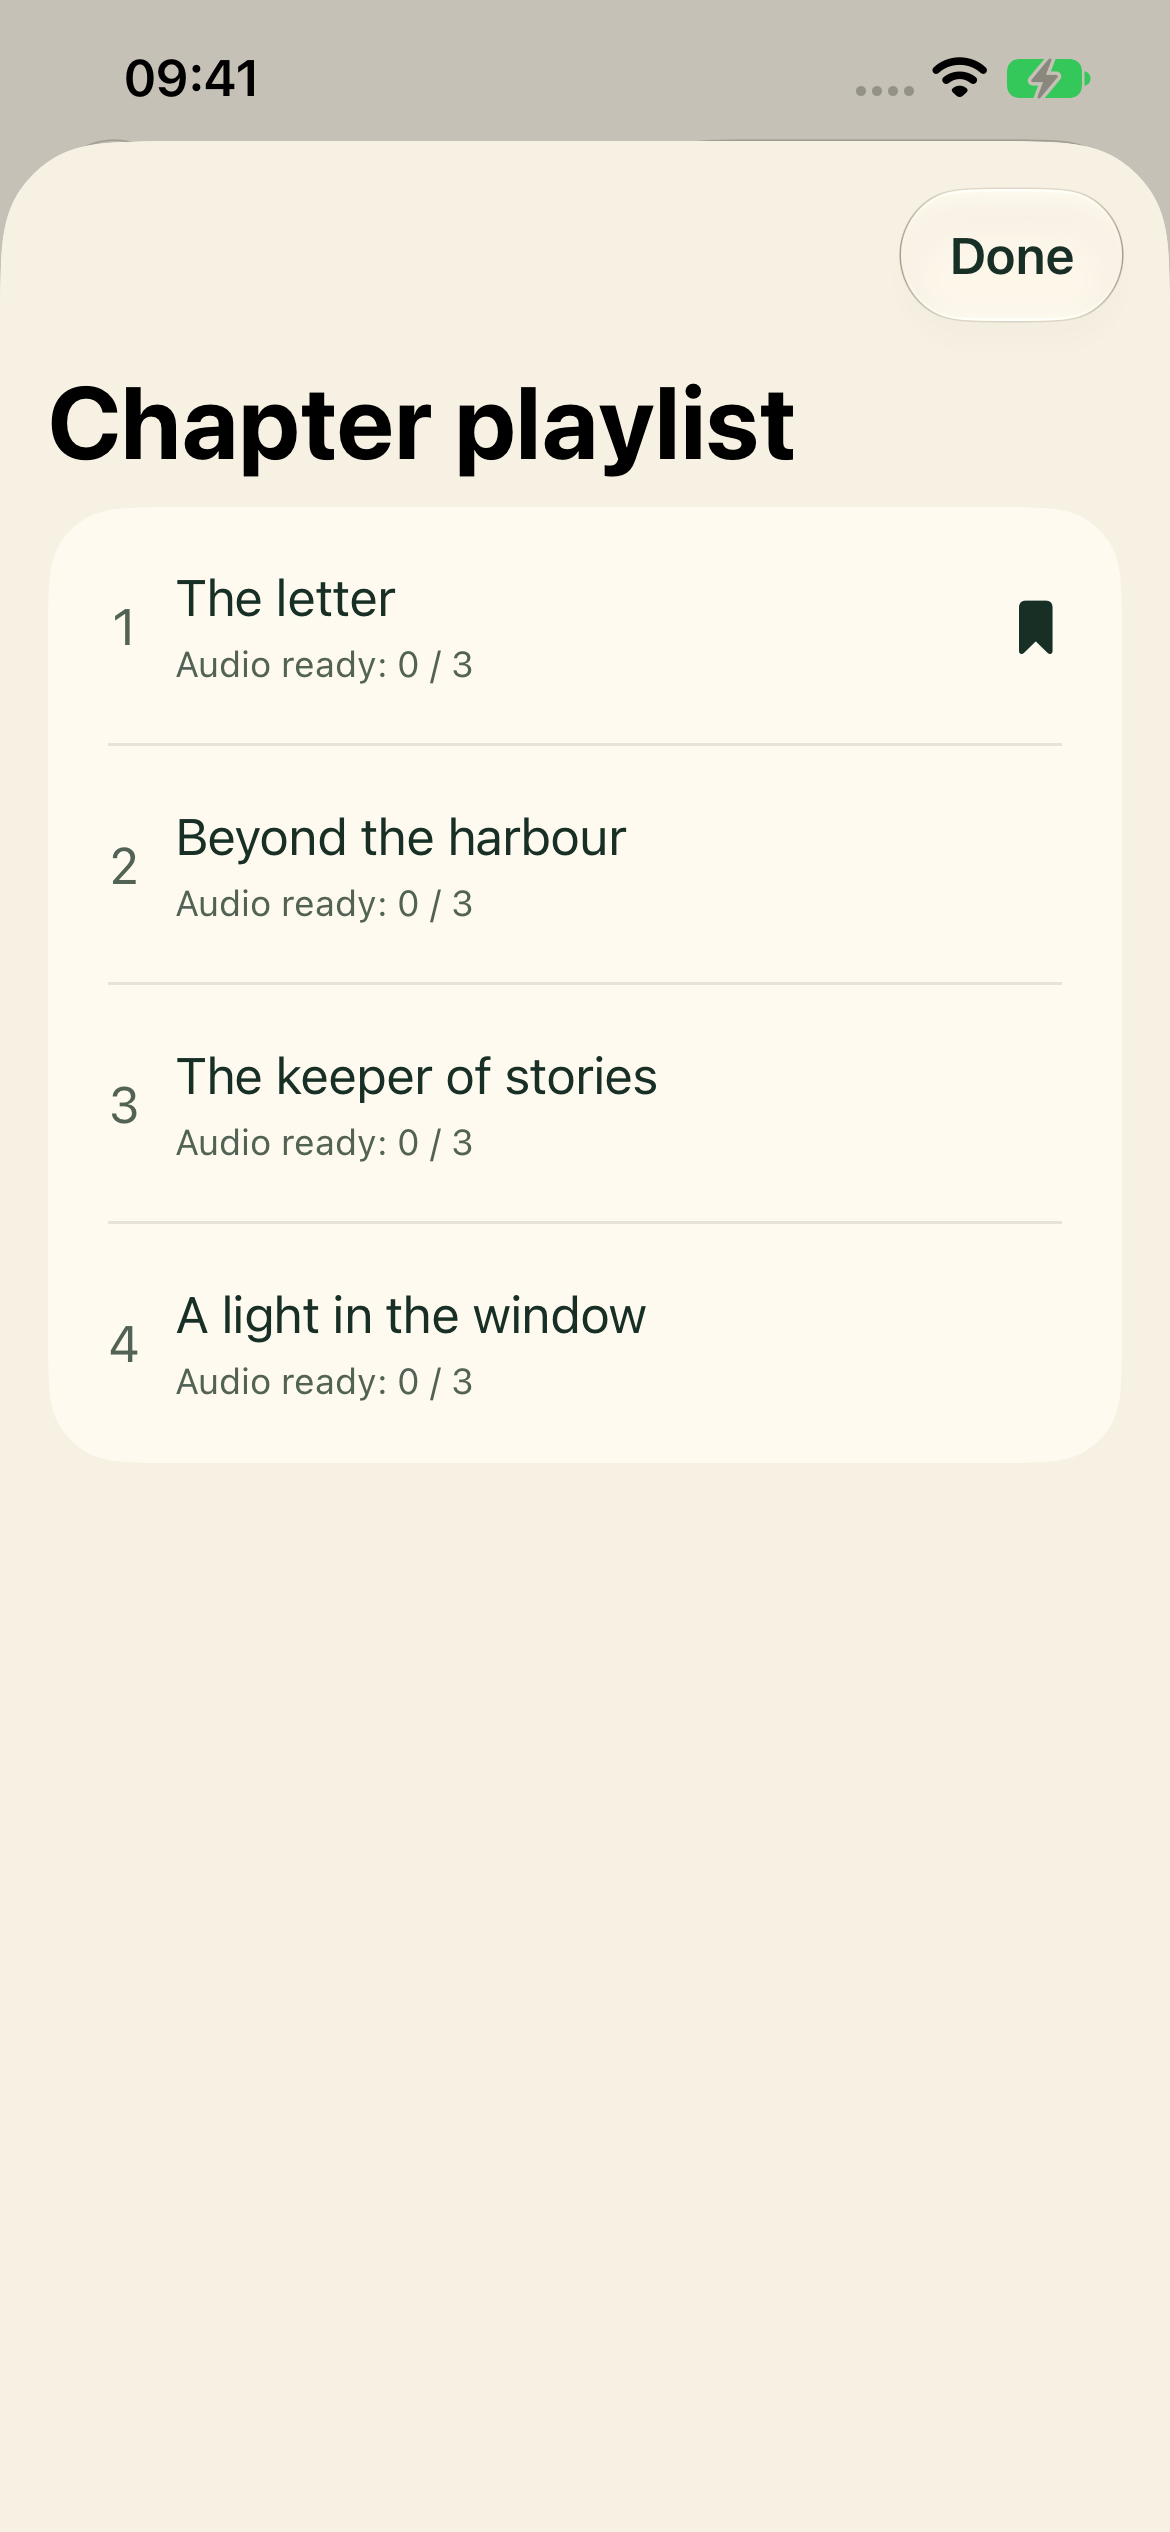 09:41
Done
Chapter playlist
1
The letter
Audio ready: 0 / 3
2
Beyond the harbour
Audio ready: 0 / 3
3
The keeper of stories
Audio ready: 0 / 3
4
A light in the window
Audio ready: 0 / 3